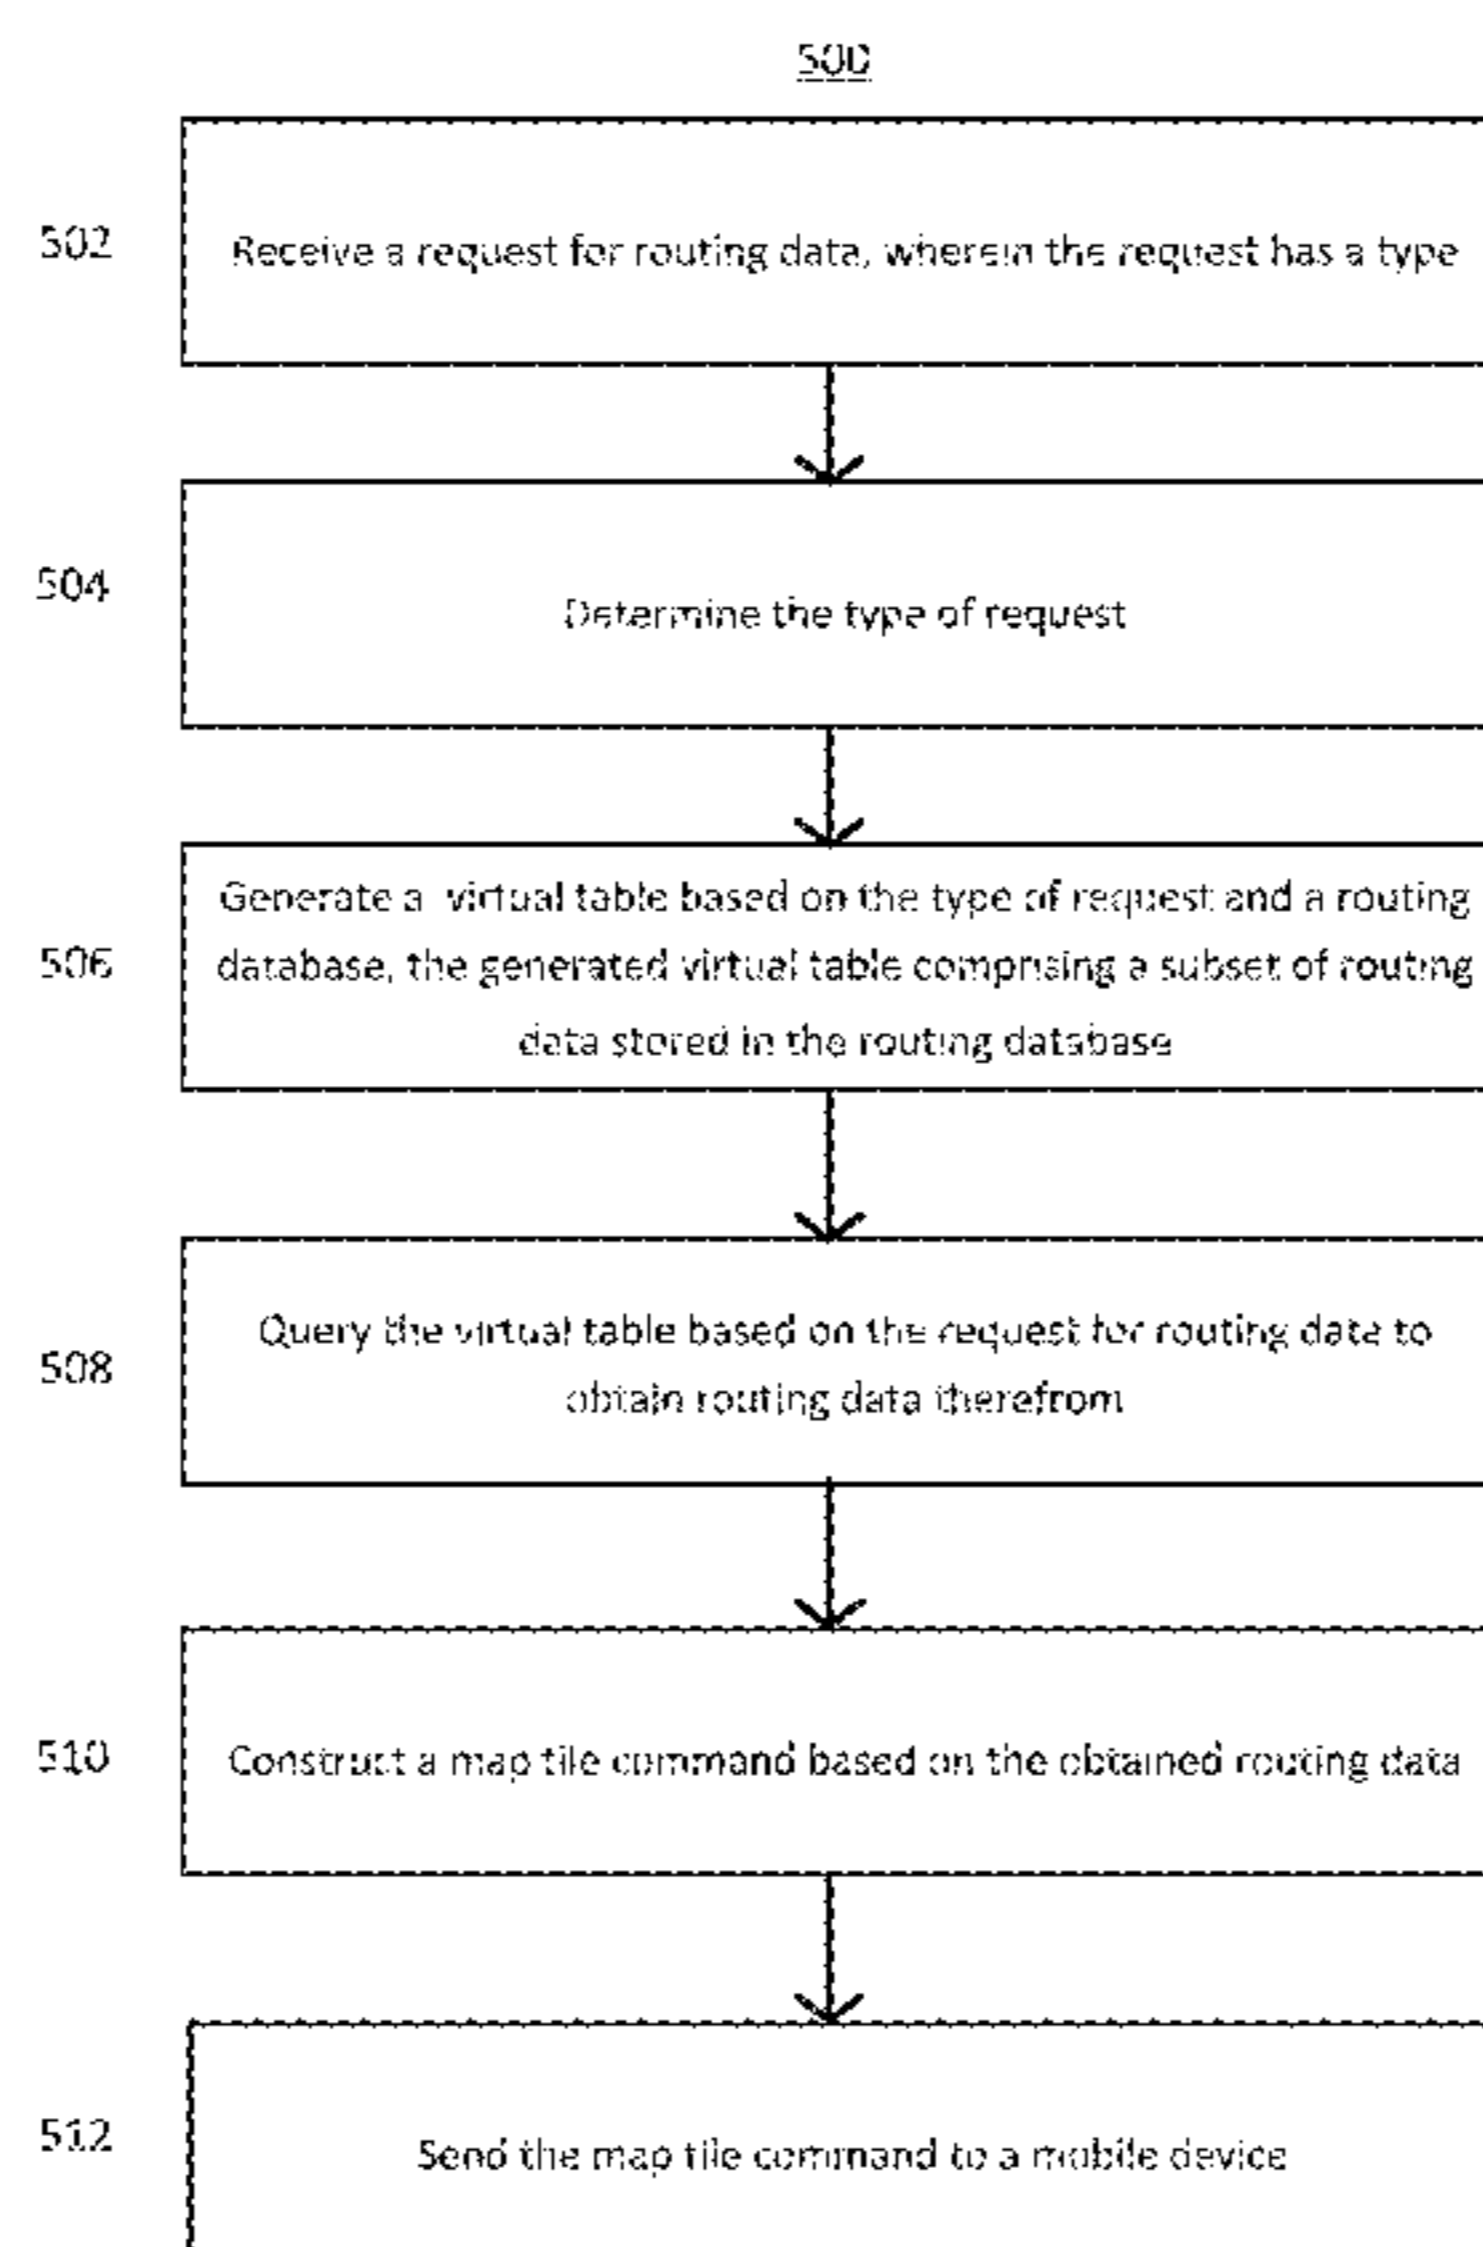 500
502
Receive a request for routing data, wherein the request has a type
504
Determine the type of request
Generate a virtual table based on the type of request and a routing
506
database, the generated virtual table comprising a subset of routing
data stored in the routing database
Query the virtual table based on the request for routing data to
508
obtain routing data therefrom
510
Construct a map tile command based on the obtained routing data
512
Send the map tile command to a mobile device